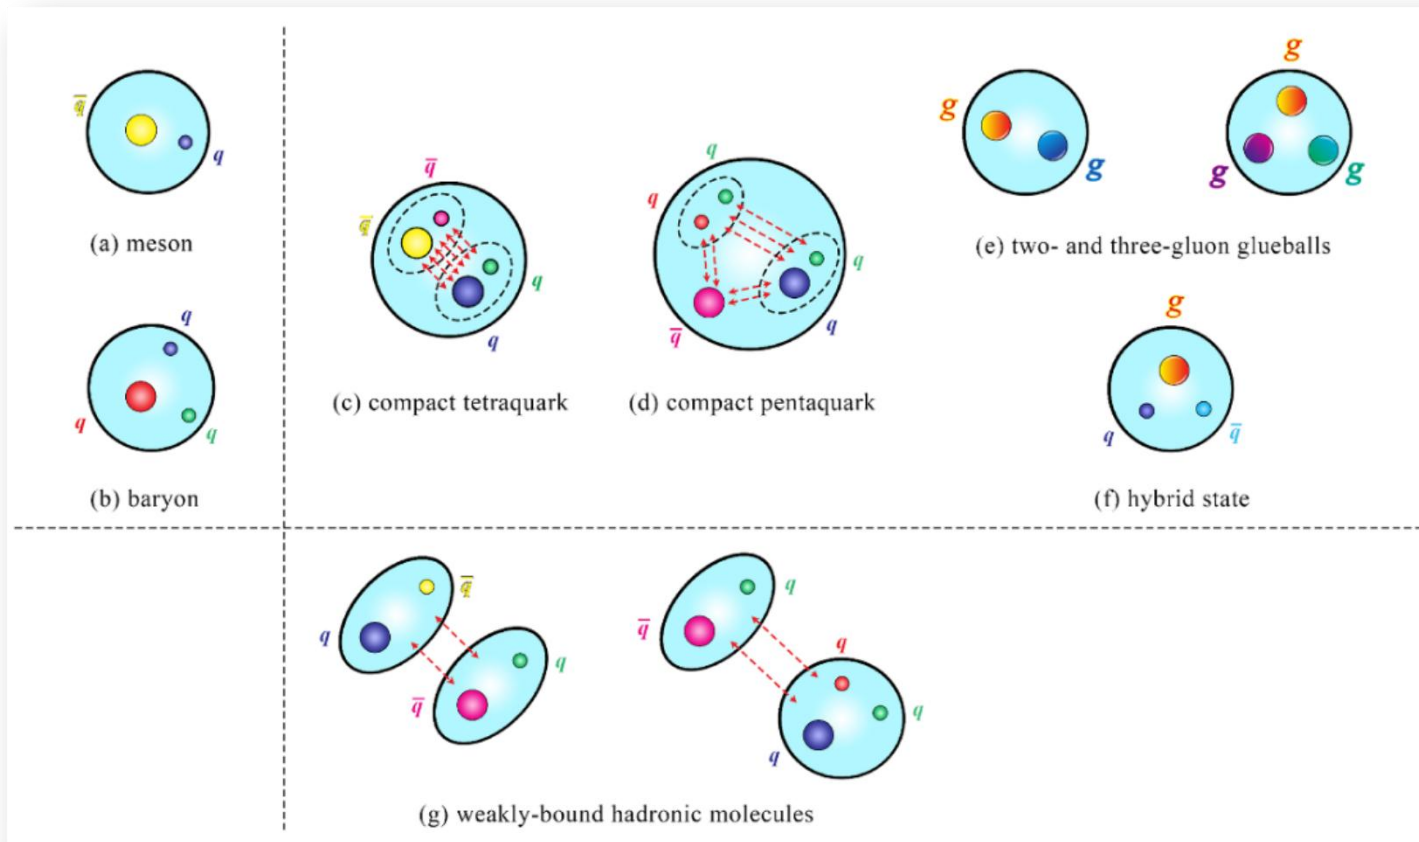 q̄
q
(a) meson
q
q
q
(b) baryon
q̄
q̄
q
q
(c) compact tetraquark
q
q
q
q̄
q
(d) compact pentaquark
g
g
g
g
g
(e) two- and three-gluon glueballs
g
q
q̄
(f) hybrid state
q̄
q
q
q̄
q
q̄
q
q
q
(g) weakly-bound hadronic molecules